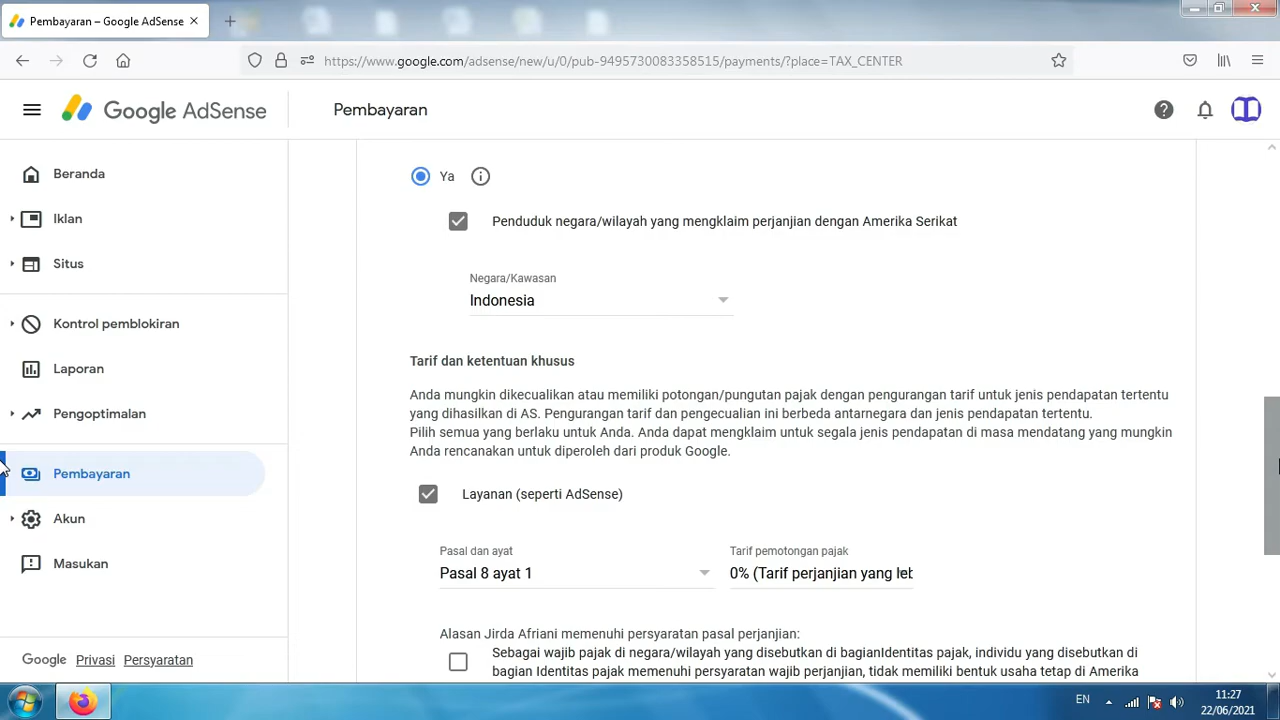 Pembayaran – Google AdSense
https://www.google.com/adsense/new/u/0/pub-9495730083358515/payments/?place=TAX_CENTER
Google AdSense
Pembayaran
Beranda
Iklan
Situs
Kontrol pemblokiran
Laporan
Pengoptimalan
Pembayaran
Akun
Masukan
Google Privasi Persyaratan
Ya
Penduduk negara/wilayah yang mengklaim perjanjian dengan Amerika Serikat
Negara/Kawasan
Indonesia
Tarif dan ketentuan khusus
Anda mungkin dikecualikan atau memiliki potongan/pungutan pajak dengan pengurangan tarif untuk jenis pendapatan tertentu
yang dihasilkan di AS. Pengurangan tarif dan pengecualian ini berbeda antarnegara dan jenis pendapatan tertentu.
Pilih semua yang berlaku untuk Anda. Anda dapat mengklaim untuk segala jenis pendapatan di masa mendatang yang mungkin
Anda rencanakan untuk diperoleh dari produk Google.
Layanan (seperti AdSense)
Pasal dan ayat
Pasal 8 ayat 1
Tarif pemotongan pajak
0% (Tarif perjanjian yang leb
Alasan Jirda Afriani memenuhi persyaratan pasal perjanjian:
Sebagai wajib pajak di negara/wilayah yang disebutkan di bagianIdentitas pajak, individu yang disebutkan di
bagian Identitas pajak memenuhi persyaratan wajib perjanjian, tidak memiliki bentuk usaha tetap di Amerika
EN
11:27
22/06/2021